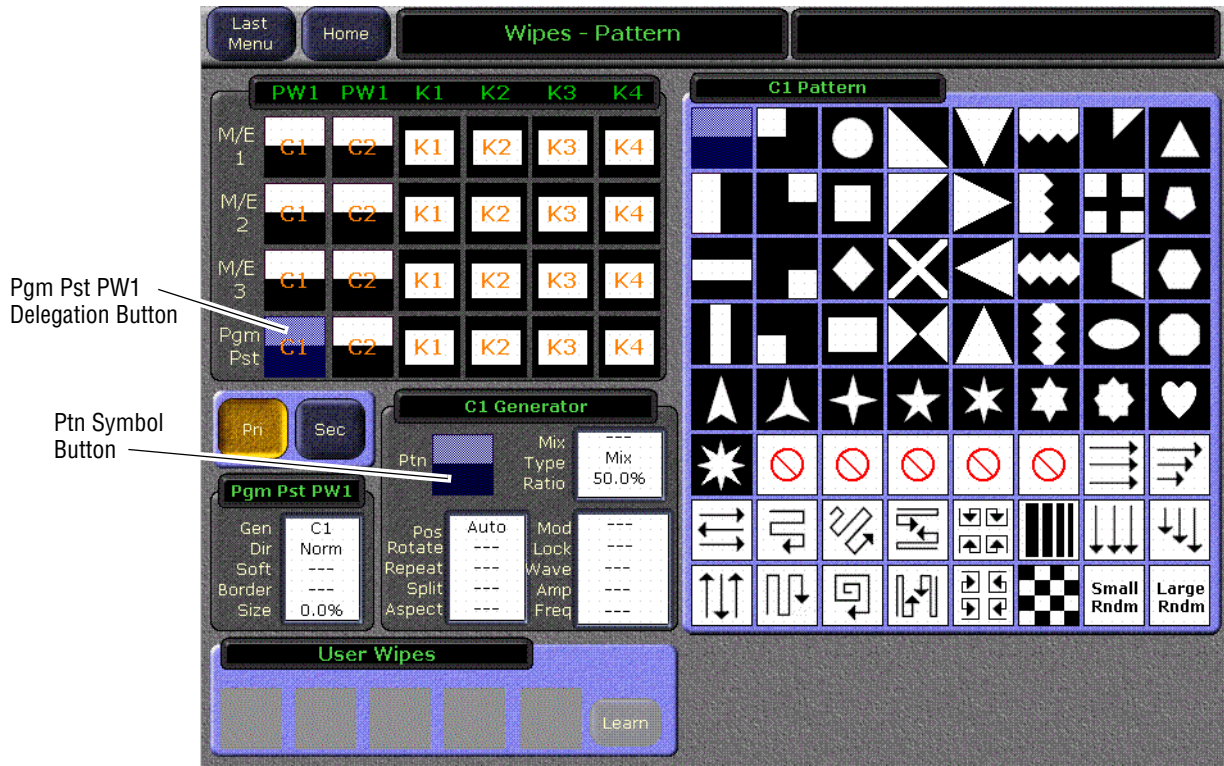 Last Menu
Home
Wipes - Pattern
PW1 PW1 K1 K2 K3 K4
M/E 1
C1 C2 K1 K2 K3 K4
M/E 2
C1 C2 K1 K2 K3 K4
M/E 3
C1 C2 K1 K2 K3 K4
Pgm Pst
C1 C2 K1 K2 K3 K4
Pgm Pst PW1
Delegation Button
Ptn Symbol
Button
Pri
Sec
C1 Generator
Ptn
Mix ---
Type Mix
Ratio 50.0%
Pgm Pst PW1
Gen C1
Dir Norm
Soft ---
Border ---
Size 0.0%
Pos Auto
Rotate ---
Repeat ---
Split ---
Aspect ---
Mod ---
Lock ---
Wave ---
Amp ---
Freq ---
User Wipes
Learn
C1 Pattern
Small Rndm
Large Rndm